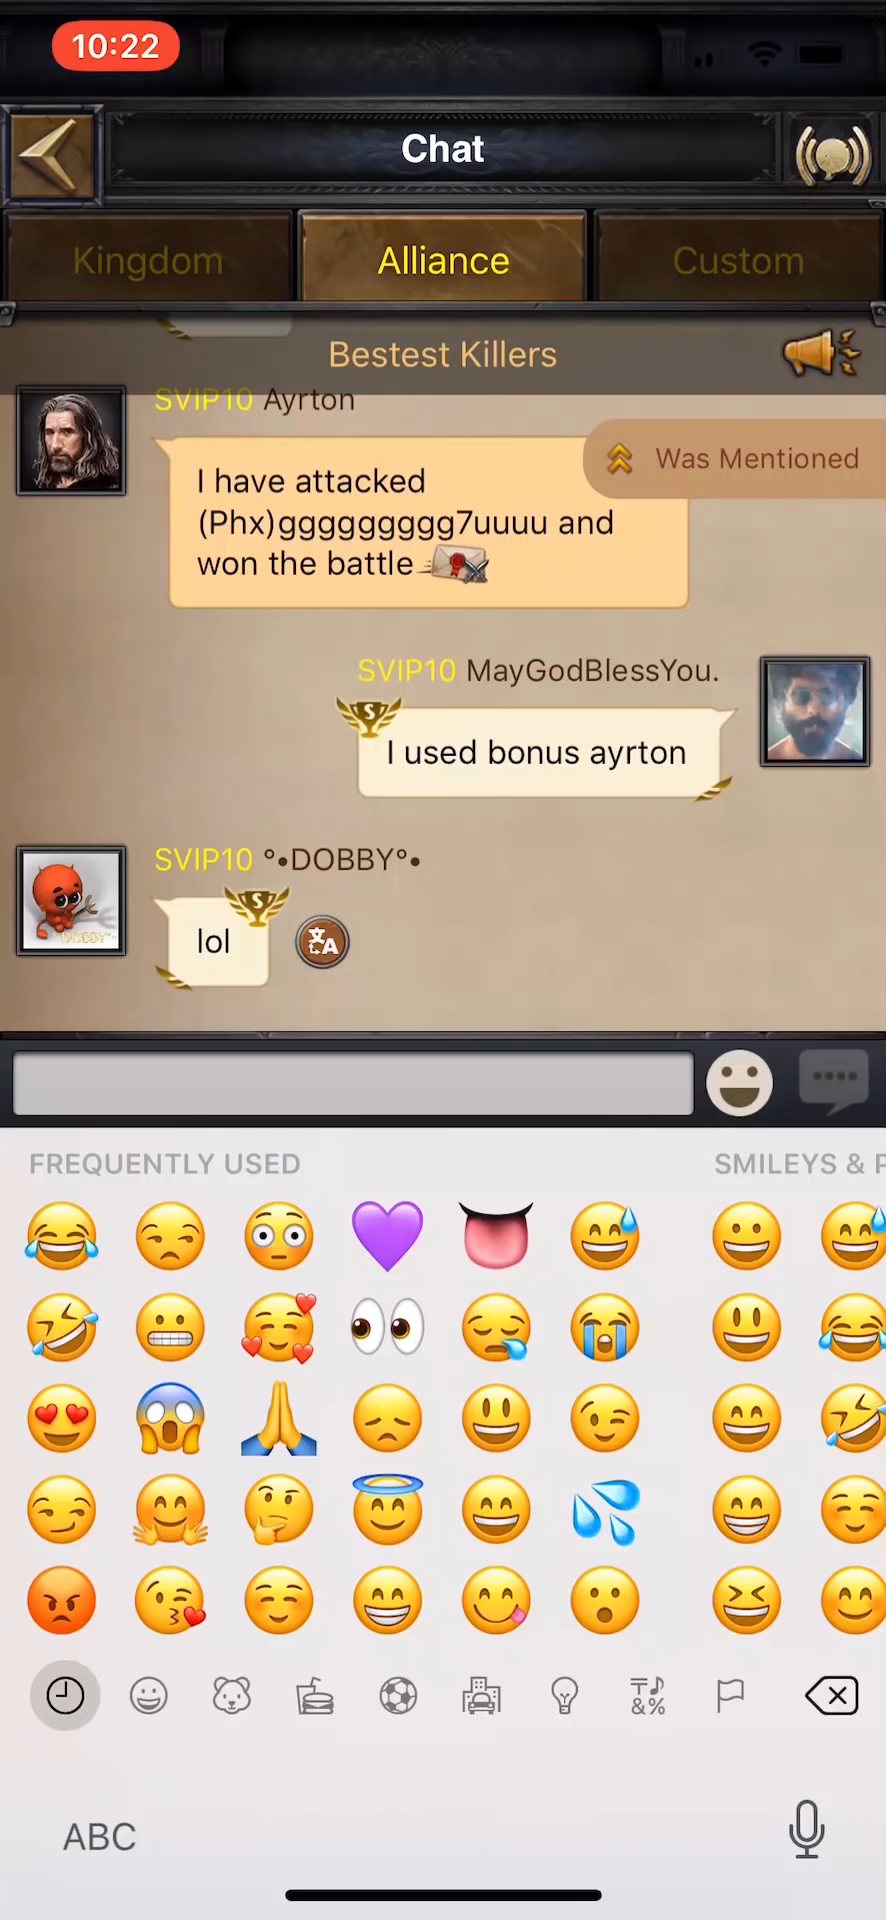 10:22
Chat
Kingdom
Alliance
Custom
Bestest Killers
SVIP10 Ayrton
Was Mentioned
I have attacked
(Phx)ggggggggg7uuuu and
won the battle
SVIP10 MayGodBlessYou.
I used bonus ayrton
SVIP10 °•DOBBY°•
lol
FREQUENTLY USED
SMILEYS & P
ABC